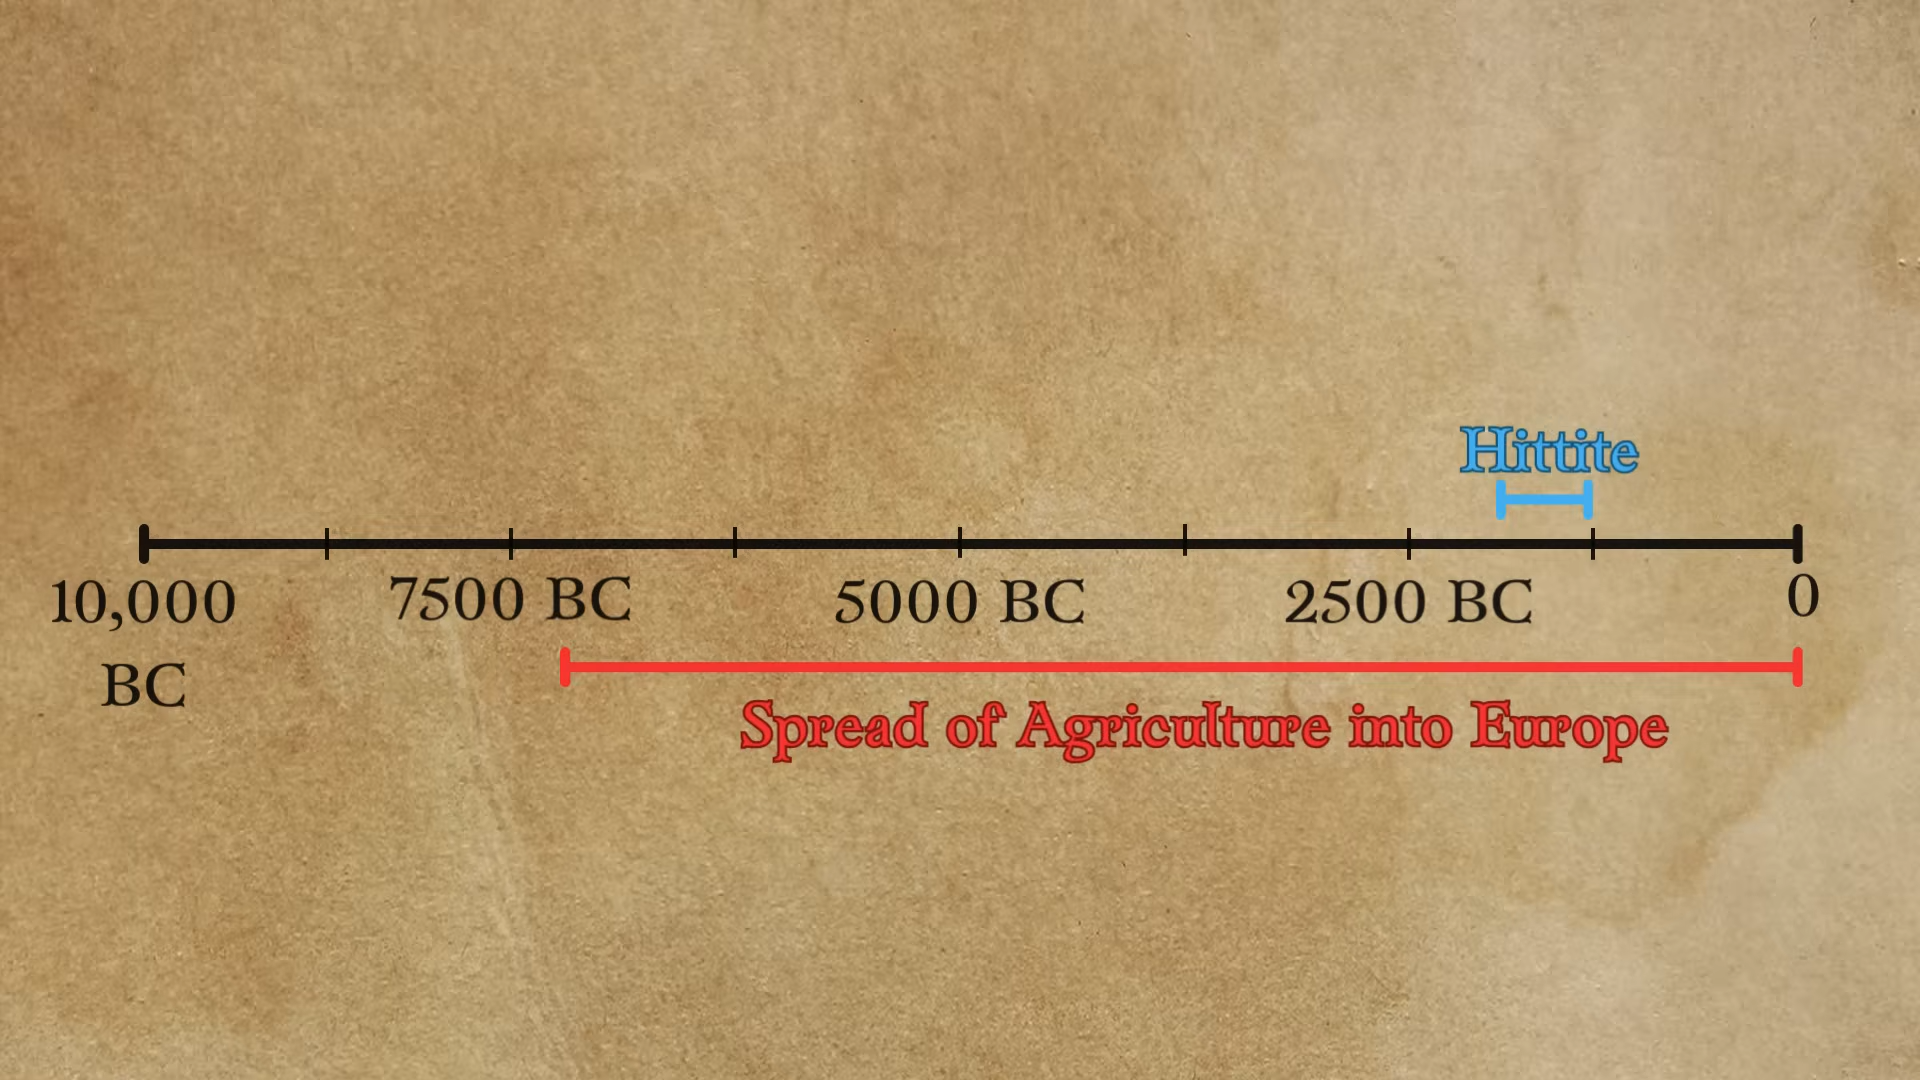 Hittite
10,000
BC
7500 BC
5000 BC
2500 BC
0
Spread of Agriculture into Europe